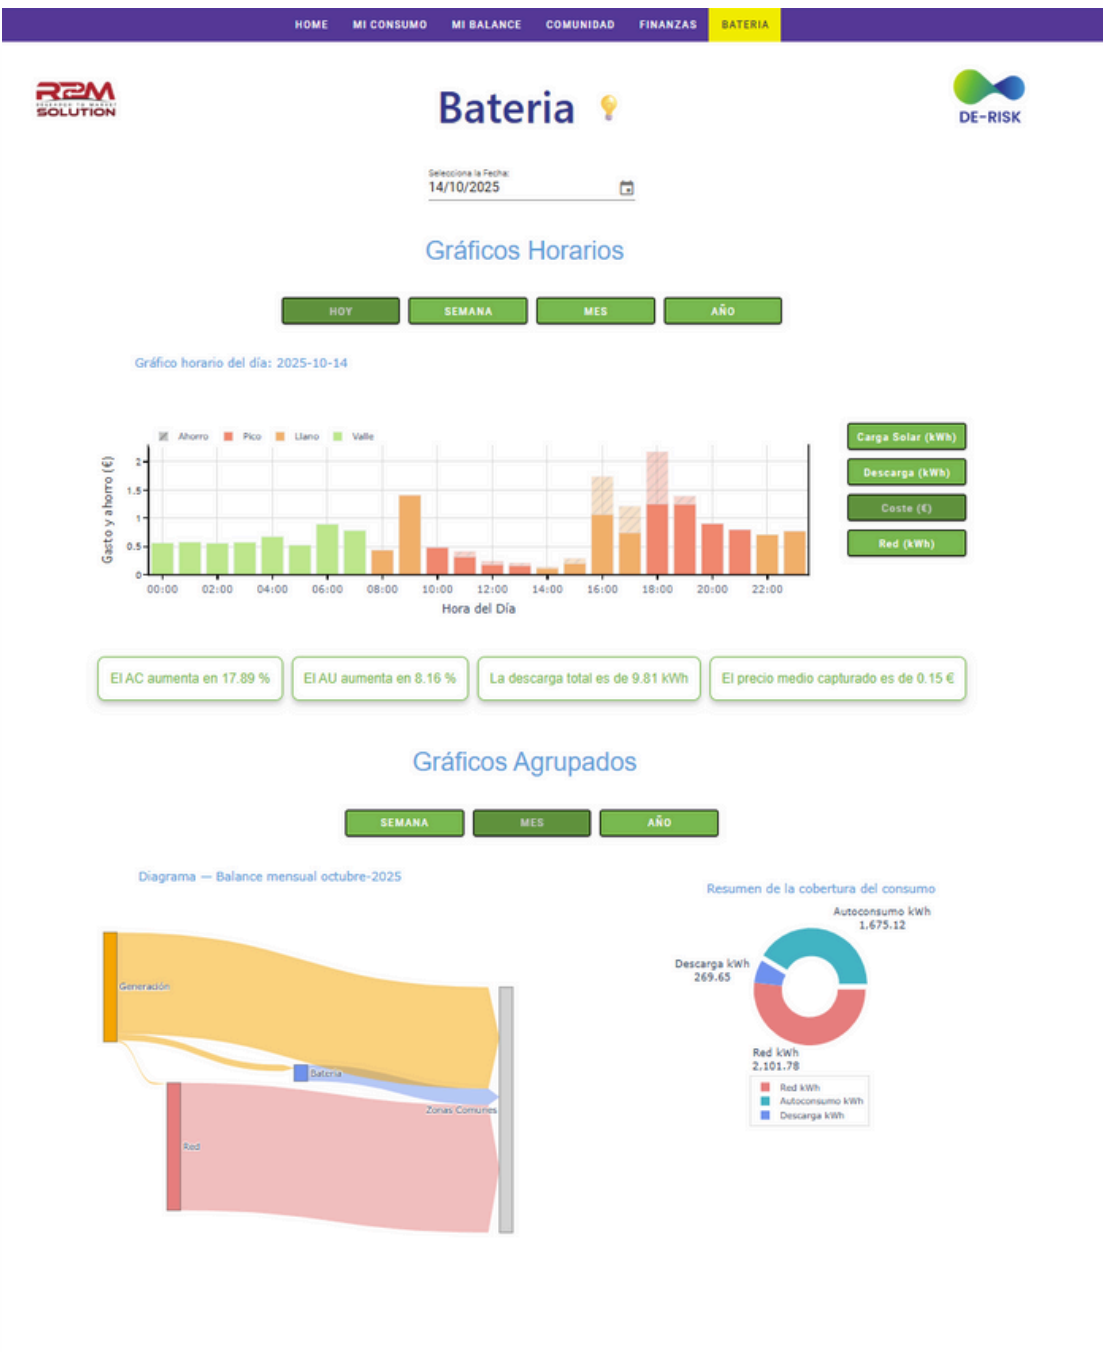 HOME MI CONSUMO MI BALANCE COMUNIDAD FINANZAS BATERIA
R2M
RESEARCH TO MARKET
SOLUTION
Bateria
DE-RISK
Selecciona la Fecha:
14/10/2025
Gráficos Horarios
HOY SEMANA MES AÑO
Gráfico horario del día: 2025-10-14
Ahorro Pico Llano Valle
Gasto y ahorro (€)
2
1.5
1
0.5
0
00:00 02:00 04:00 06:00 08:00 10:00 12:00 14:00 16:00 18:00 20:00 22:00
Hora del Día
Carga Solar (kWh)
Descarga (kWh)
Coste (€)
Red (kWh)
El AC aumenta en 17.89 % El AU aumenta en 8.16 % La descarga total es de 9.81 kWh El precio medio capturado es de 0.15 €
Gráficos Agrupados
SEMANA MES AÑO
Diagrama — Balance mensual octubre-2025
Generación
Bateria
Zonas Comunes
Red
Resumen de la cobertura del consumo
Autoconsumo kWh
1,675.12
Descarga kWh
269.65
Red kWh
2,101.78
Red kWh
Autoconsumo kWh
Descarga kWh